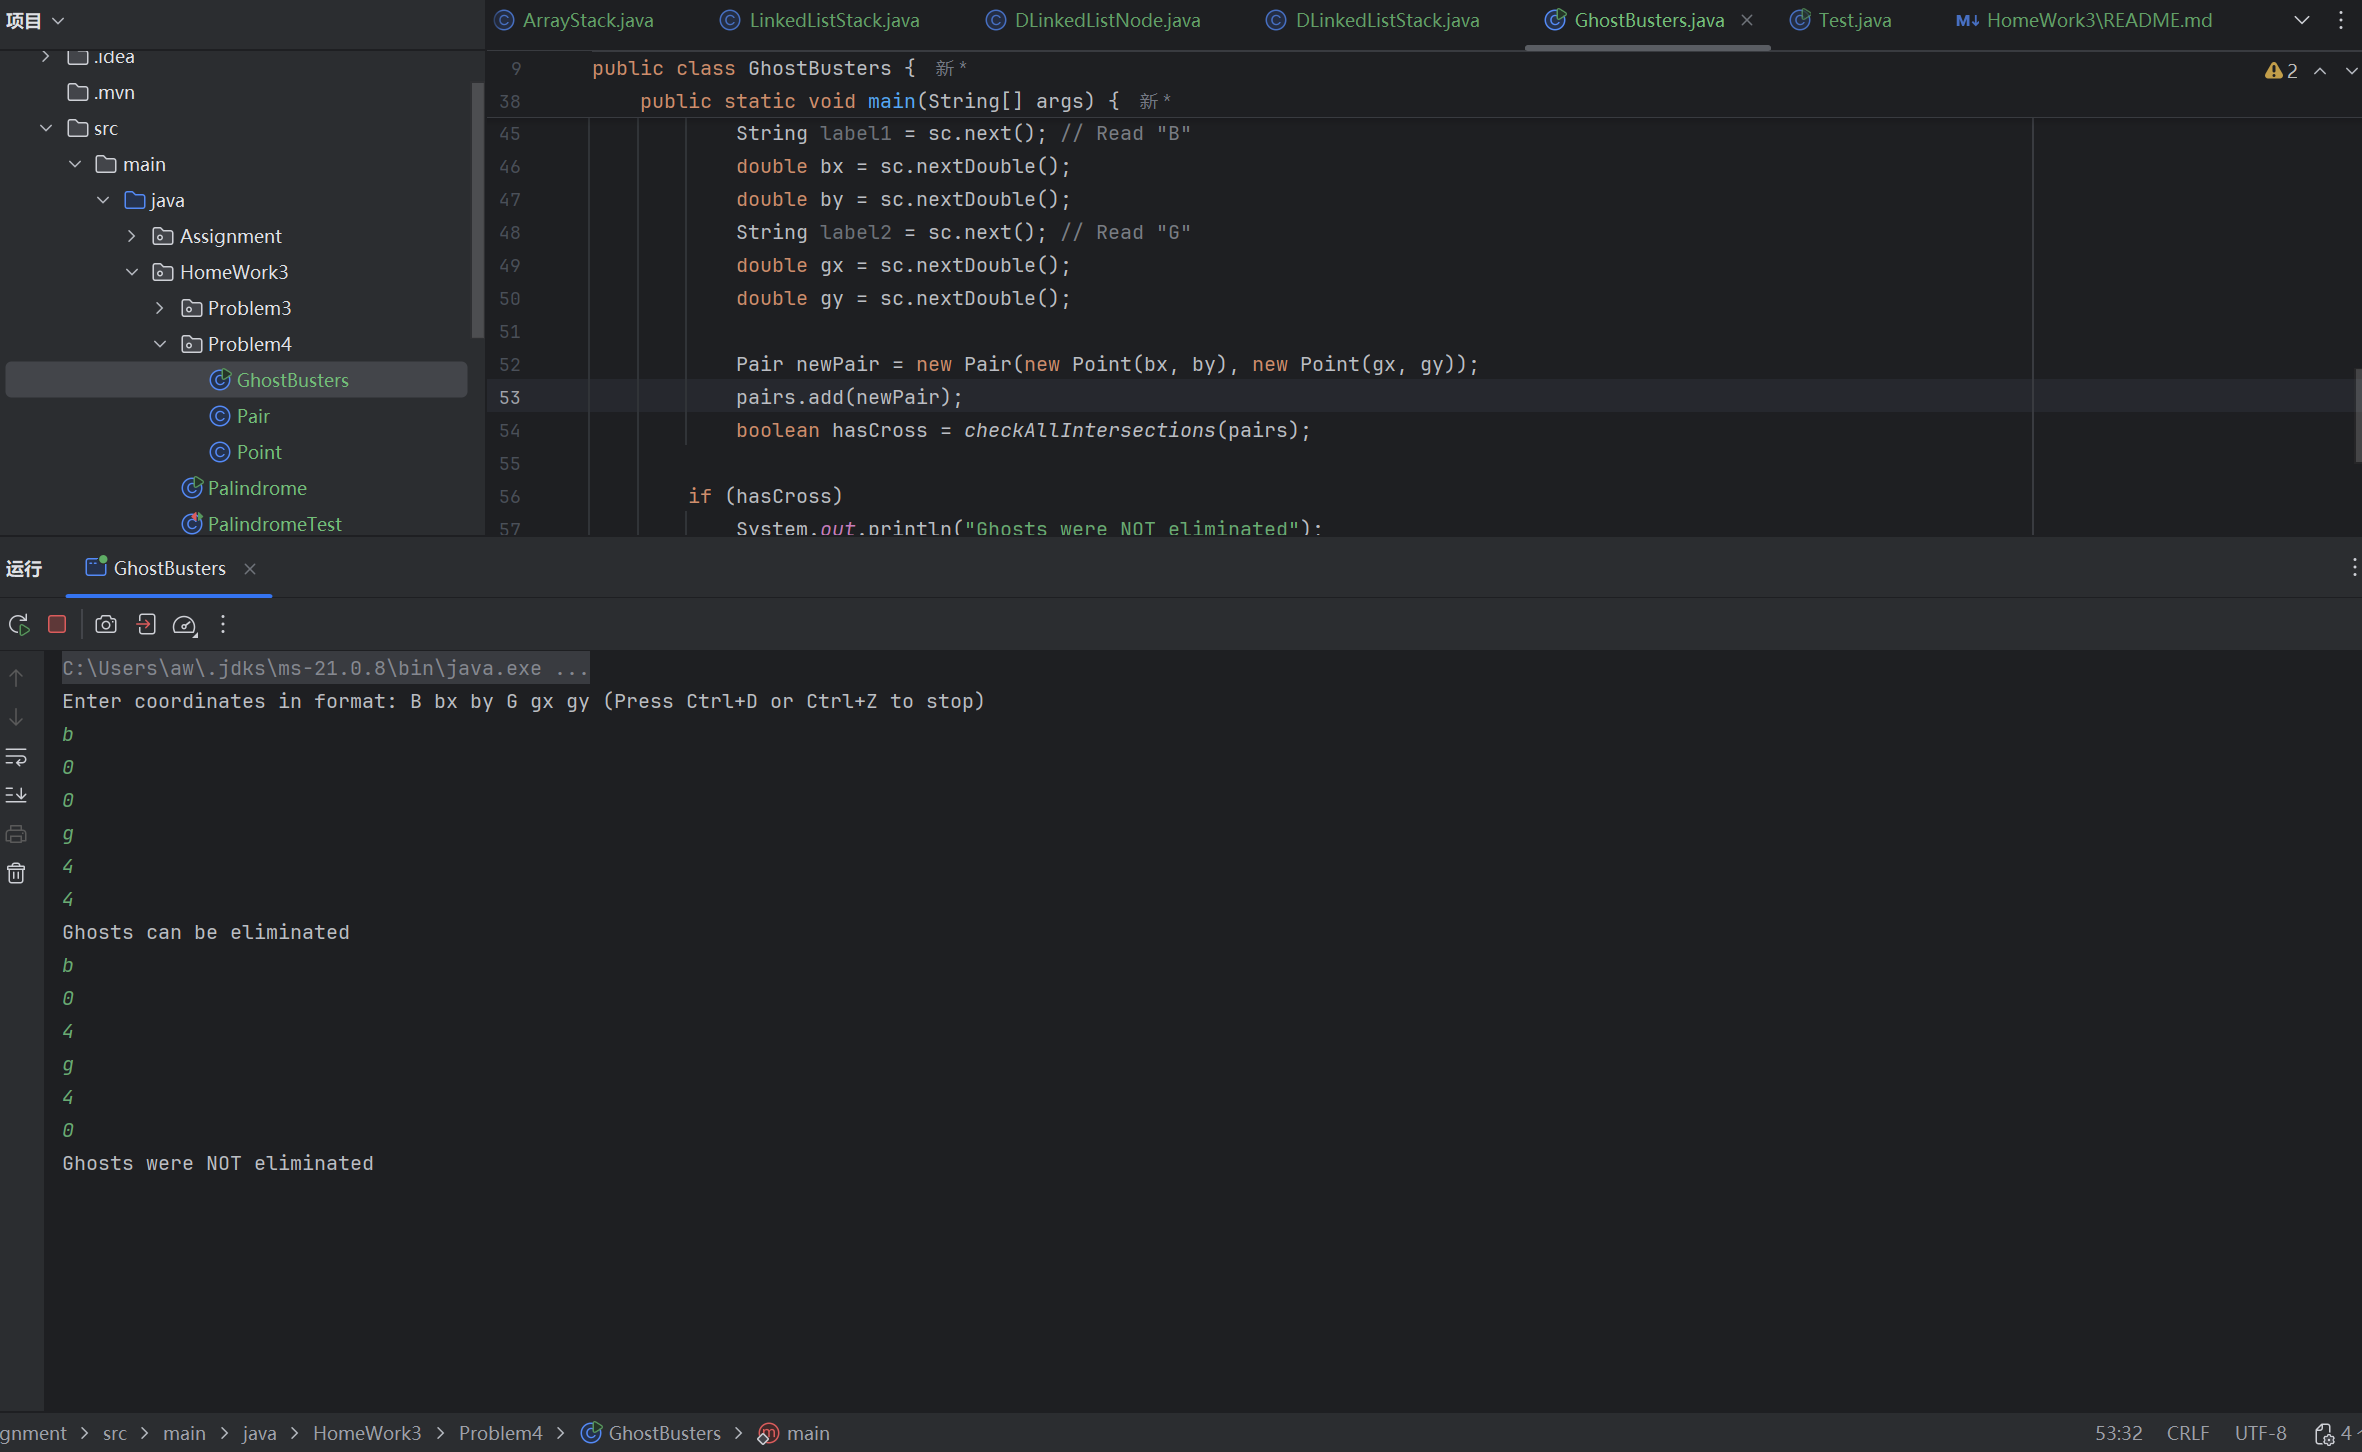 项目
ArrayStack.java LinkedListStack.java DLinkedListNode.java DLinkedListStack.java GhostBusters.java Test.java M↓ HomeWork3\README.md
.idea
.mvn
src
main
java
Assignment
HomeWork3
Problem3
Problem4
GhostBusters
Pair
Point
Palindrome
PalindromeTest
9 public class GhostBusters { 新 *
2
38 public static void main(String[] args) { 新 *
45 String label1 = sc.next(); // Read "B"
46 double bx = sc.nextDouble();
47 double by = sc.nextDouble();
48 String label2 = sc.next(); // Read "G"
49 double gx = sc.nextDouble();
50 double gy = sc.nextDouble();
51
52 Pair newPair = new Pair(new Point(bx, by), new Point(gx, gy));
53 pairs.add(newPair);
54 boolean hasCross = checkAllIntersections(pairs);
55
56 if (hasCross)
57 System.out.println("Ghosts were NOT eliminated");
运行 GhostBusters
C:\Users\aw\.jdks\ms-21.0.8\bin\java.exe ...
Enter coordinates in format: B bx by G gx gy (Press Ctrl+D or Ctrl+Z to stop)
b
0
0
g
4
4
Ghosts can be eliminated
b
0
4
g
4
0
Ghosts were NOT eliminated
gnment > src > main > java > HomeWork3 > Problem4 > GhostBusters > main
53:32 CRLF UTF-8 4